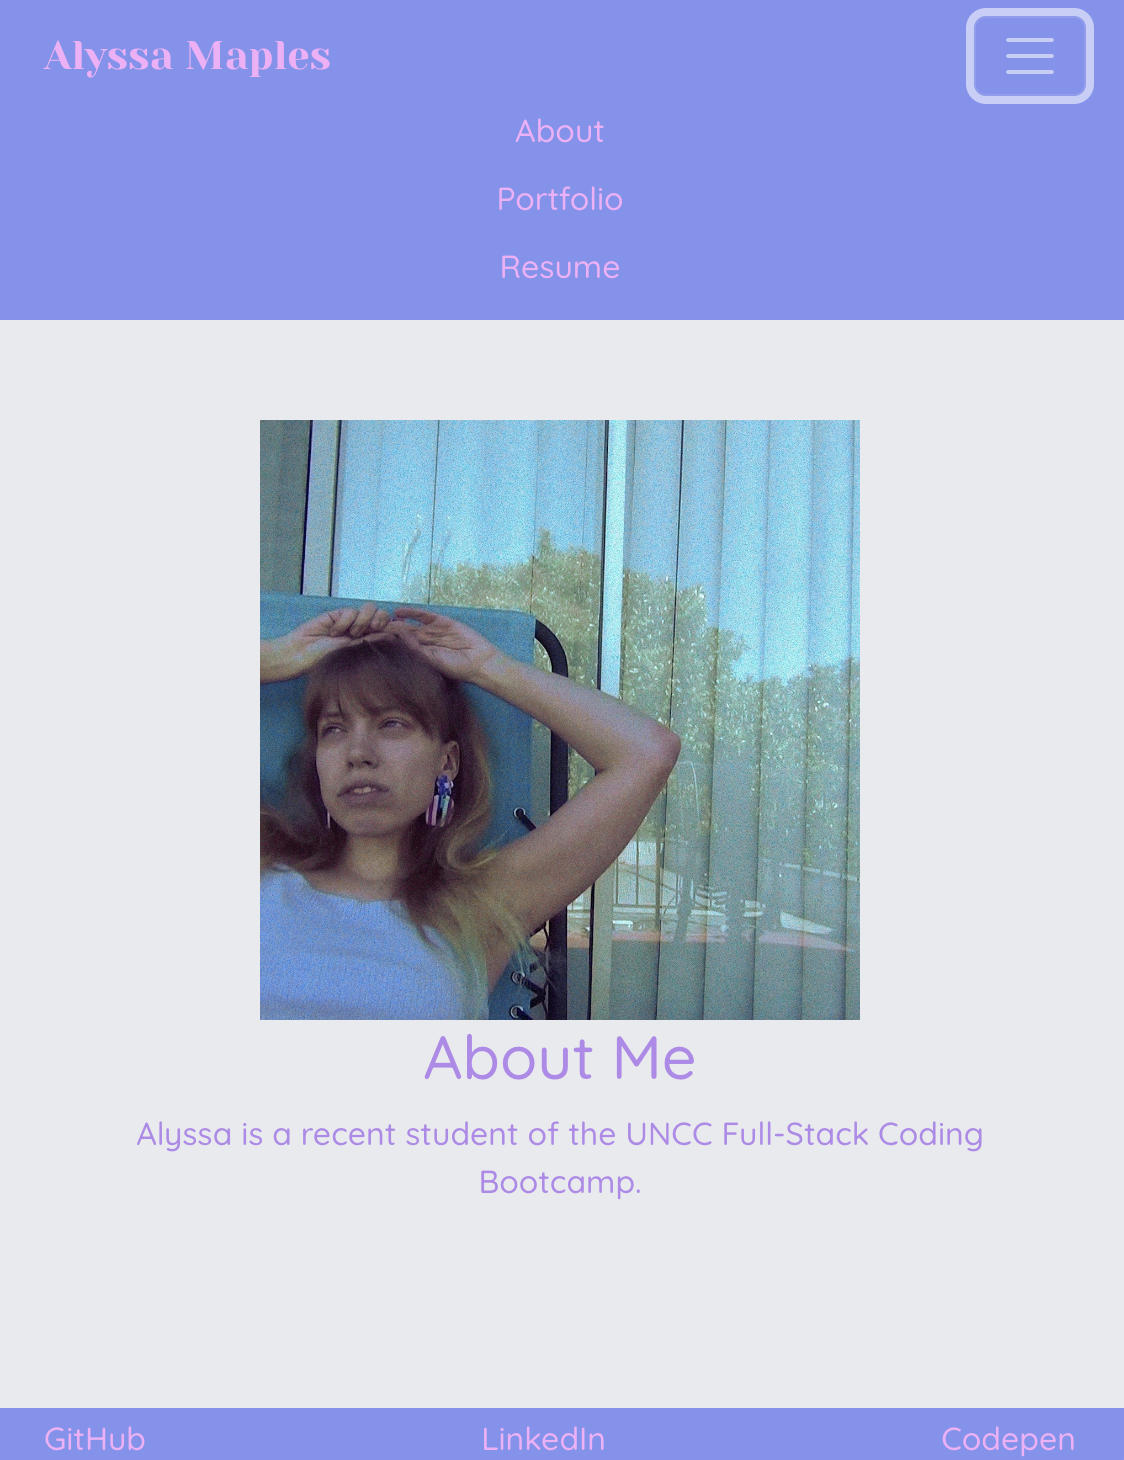 Alyssa Maples
About
Portfolio
Resume
About Me
Alyssa is a recent student of the UNCC Full-Stack Coding
Bootcamp.
GitHub LinkedIn Codepen